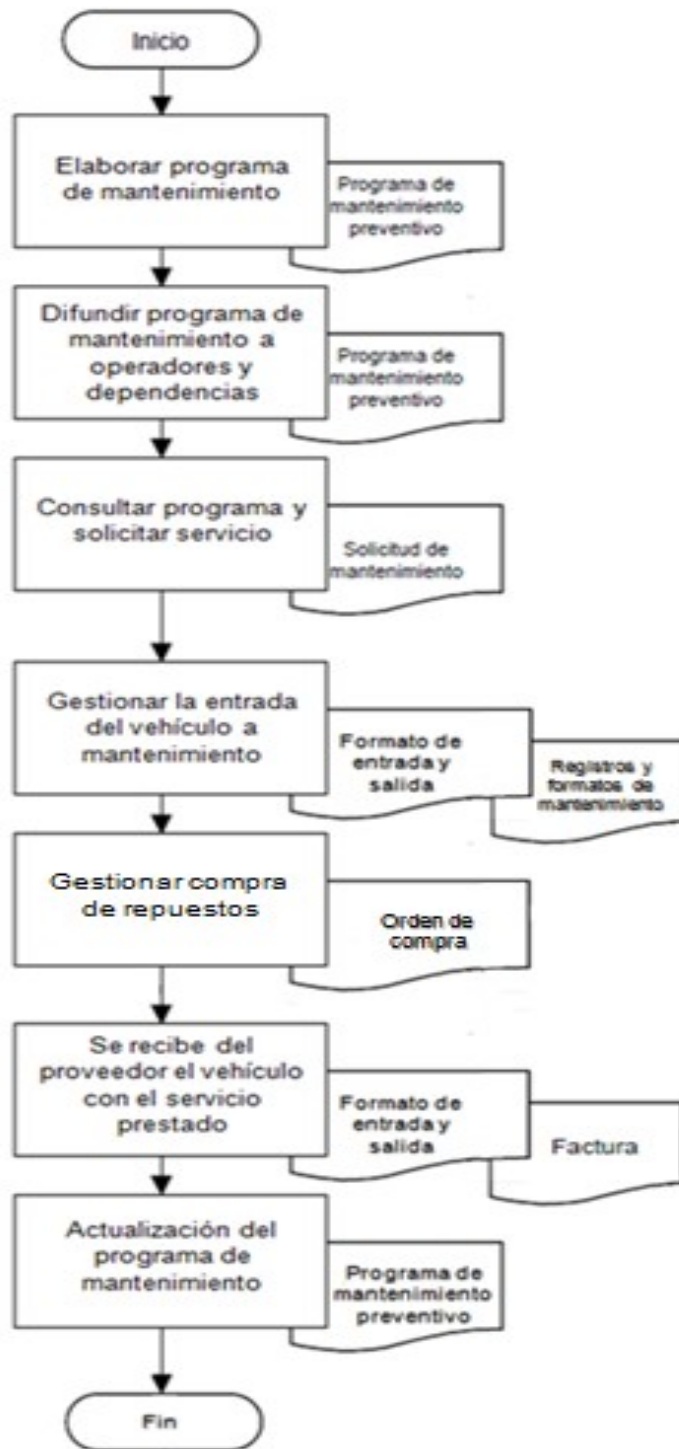 Inicio
Elaborar programa
de mantenimiento
Programa de
mantenimiento
preventivo
Difundir programa de
mantenimiento a
operadores y
dependencias
Programa de
mantenimiento
preventivo
Consultar programa y
solicitar servicio
Solicitud de
mantenimiento
Gestionar la entrada
del vehículo a
mantenimiento
Formato de
entrada y
salida
Registros y
formatos de
mantenimiento
Gestionar compra
de repuestos
Orden de
compra
Se recibe del
proveedor el vehículo
con el servicio
prestado
Formato de
entrada y
salida
Factura
Actualización del
programa de
mantenimiento
Programa de
mantenimiento
preventivo
Fin